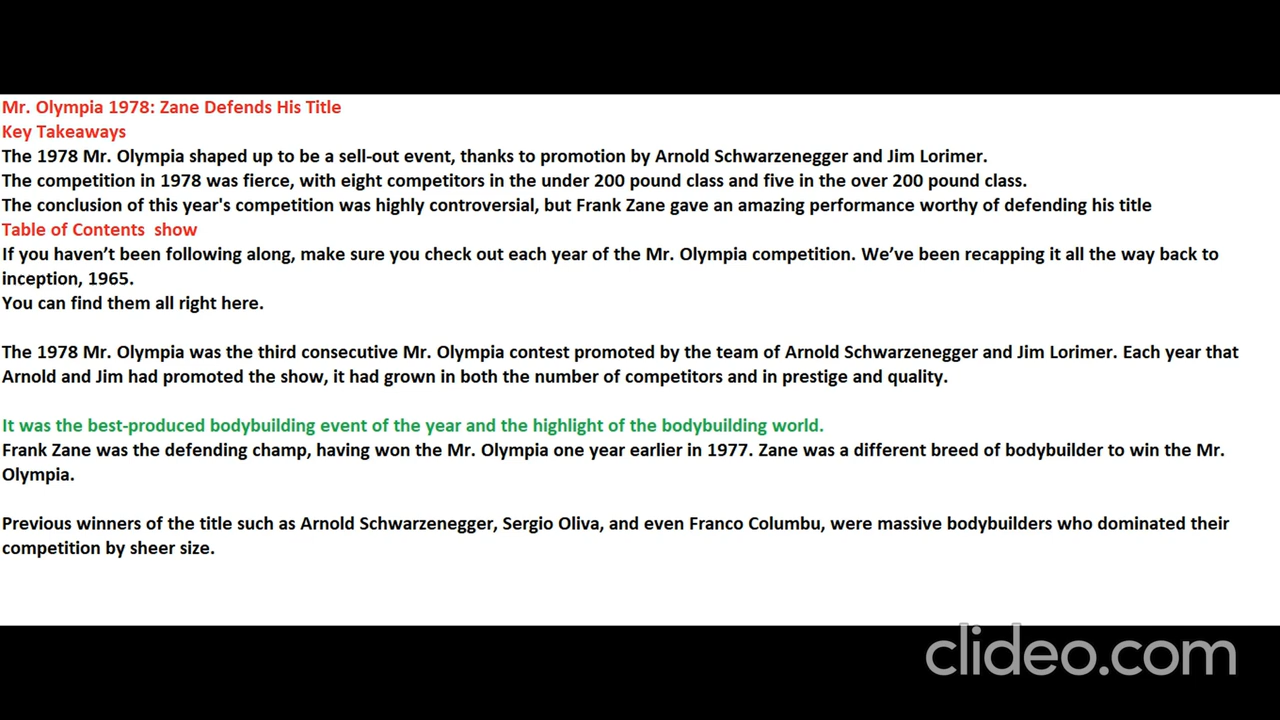 Mr. Olympia 1978: Zane Defends His Title
Key Takeaways
The 1978 Mr. Olympia shaped up to be a sell-out event, thanks to promotion by Arnold Schwarzenegger and Jim Lorimer.
The competition in 1978 was fierce, with eight competitors in the under 200 pound class and five in the over 200 pound class.
The conclusion of this year's competition was highly controversial, but Frank Zane gave an amazing performance worthy of defending his title
Table of Contents  show
If you haven’t been following along, make sure you check out each year of the Mr. Olympia competition. We’ve been recapping it all the way back to
inception, 1965.
You can find them all right here.
The 1978 Mr. Olympia was the third consecutive Mr. Olympia contest promoted by the team of Arnold Schwarzenegger and Jim Lorimer. Each year that
Arnold and Jim had promoted the show, it had grown in both the number of competitors and in prestige and quality.
It was the best-produced bodybuilding event of the year and the highlight of the bodybuilding world.
Frank Zane was the defending champ, having won the Mr. Olympia one year earlier in 1977. Zane was a different breed of bodybuilder to win the Mr.
Olympia.
Previous winners of the title such as Arnold Schwarzenegger, Sergio Oliva, and even Franco Columbu, were massive bodybuilders who dominated their
competition by sheer size.
clideo.com